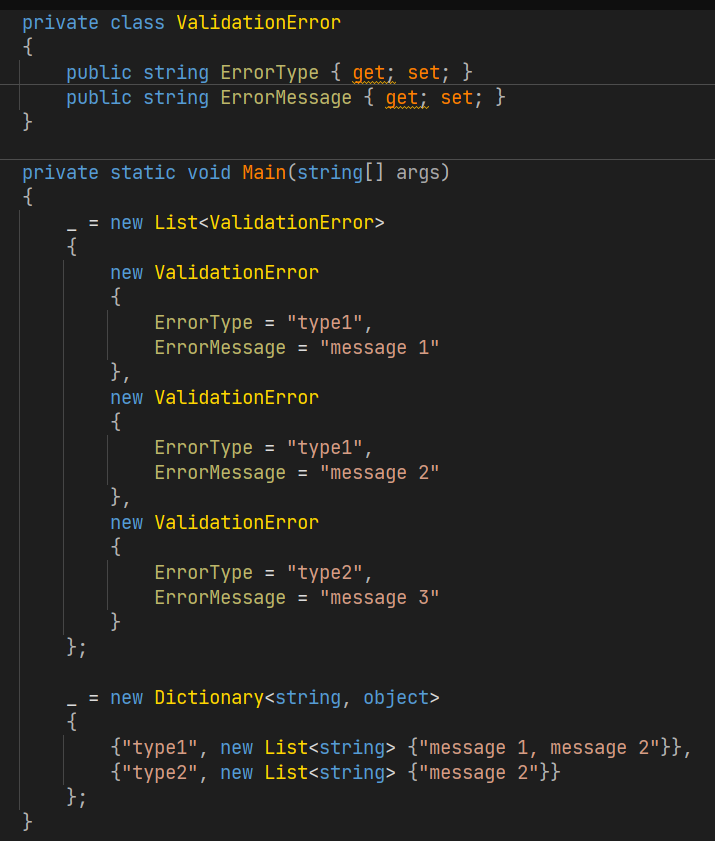 private class ValidationError
{
    public string ErrorType { get; set; }
    public string ErrorMessage { get; set; }
}
private static void Main(string[] args)
{
    _ = new List<ValidationError>
    {
        new ValidationError
        {
            ErrorType = "type1",
            ErrorMessage = "message 1"
        },
        new ValidationError
        {
            ErrorType = "type1",
            ErrorMessage = "message 2"
        },
        new ValidationError
        {
            ErrorType = "type2",
            ErrorMessage = "message 3"
        }
    };
    _ = new Dictionary<string, object>
    {
        {"type1", new List<string> {"message 1, message 2"}},
        {"type2", new List<string> {"message 2"}}
    };
}